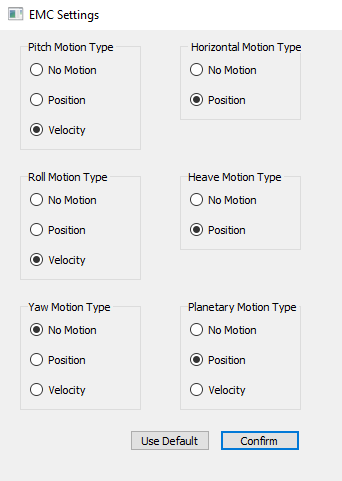 EMC Settings
Pitch Motion Type
No Motion
Position
Velocity
Horizontal Motion Type
No Motion
Position
Roll Motion Type
No Motion
Position
Velocity
Heave Motion Type
No Motion
Position
Yaw Motion Type
No Motion
Position
Velocity
Planetary Motion Type
No Motion
Position
Velocity
Use Default
Confirm